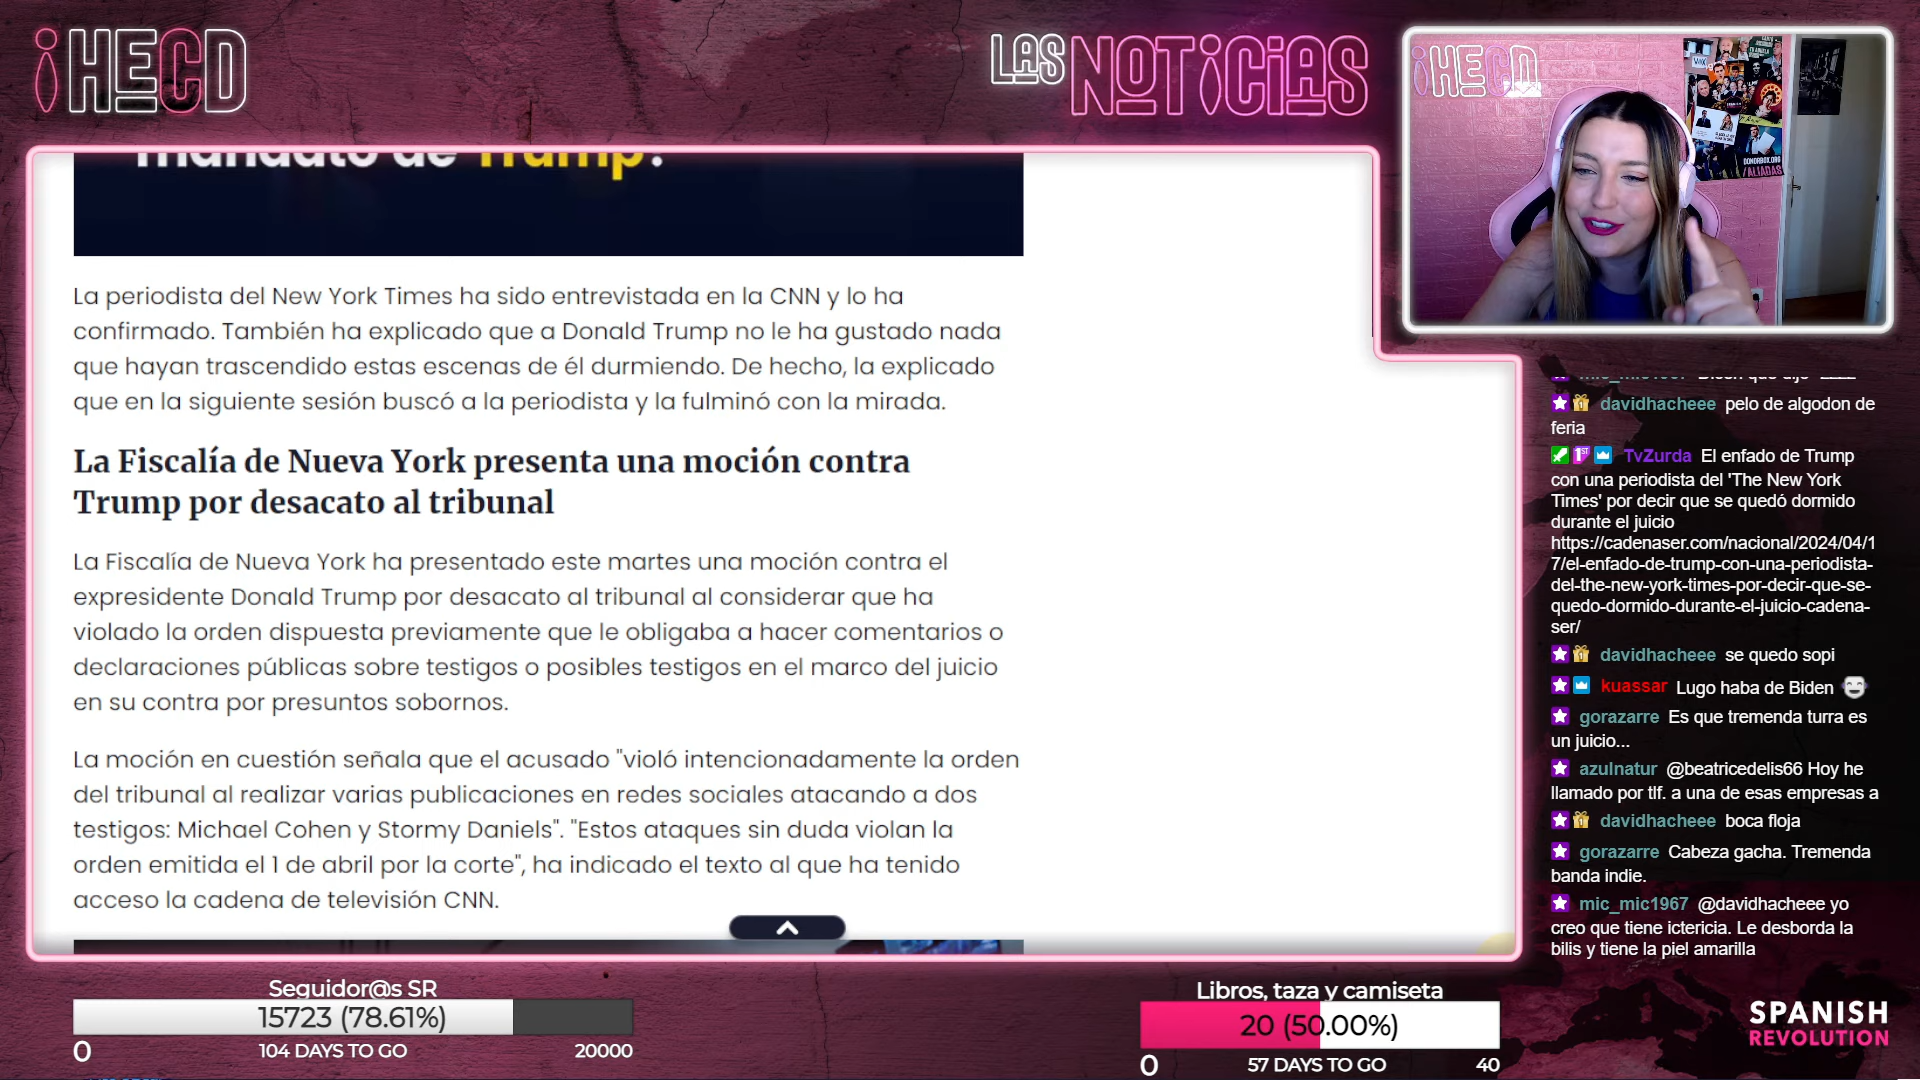 ¡HECD
LAS NOTICIAS
¡HECD
DONORBOX.ORG
/ALIADAS
mandato de Trump?
La periodista del New York Times ha sido entrevistada en la CNN y lo ha
confirmado. También ha explicado que a Donald Trump no le ha gustado nada
que hayan trascendido estas escenas de él durmiendo. De hecho, la explicado
que en la siguiente sesión buscó a la periodista y la fulminó con la mirada.
La Fiscalía de Nueva York presenta una moción contra
Trump por desacato al tribunal
La Fiscalía de Nueva York ha presentado este martes una moción contra el
expresidente Donald Trump por desacato al tribunal al considerar que ha
violado la orden dispuesta previamente que le obligaba a hacer comentarios o
declaraciones públicas sobre testigos o posibles testigos en el marco del juicio
en su contra por presuntos sobornos.
La moción en cuestión señala que el acusado "violó intencionadamente la orden
del tribunal al realizar varias publicaciones en redes sociales atacando a dos
testigos: Michael Cohen y Stormy Daniels". "Estos ataques sin duda violan la
orden emitida el 1 de abril por la corte", ha indicado el texto al que ha tenido
acceso la cadena de televisión CNN.
davidhacheee pelo de algodon de
feria
1ST TvZurda El enfado de Trump
con una periodista del 'The New York
Times' por decir que se quedó dormido
durante el juicio
https://cadenaser.com/nacional/2024/04/1
7/el-enfado-de-trump-con-una-periodista-
del-the-new-york-times-por-decir-que-se-
quedo-dormido-durante-el-juicio-cadena-
ser/
davidhacheee se quedo sopi
kuassar Lugo haba de Biden
gorazarre Es que tremenda turra es
un juicio...
azulnatur @beatricedelis66 Hoy he
llamado por tlf. a una de esas empresas a
davidhacheee boca floja
gorazarre Cabeza gacha. Tremenda
banda indie.
mic_mic1967 @davidhacheee yo
creo que tiene ictericia. Le desborda la
bilis y tiene la piel amarilla
Seguidor@s SR
15723 (78.61%)
0 104 DAYS TO GO 20000
Libros, taza y camiseta
20 (50.00%)
0 57 DAYS TO GO 40
SPANISH
REVOLUTION